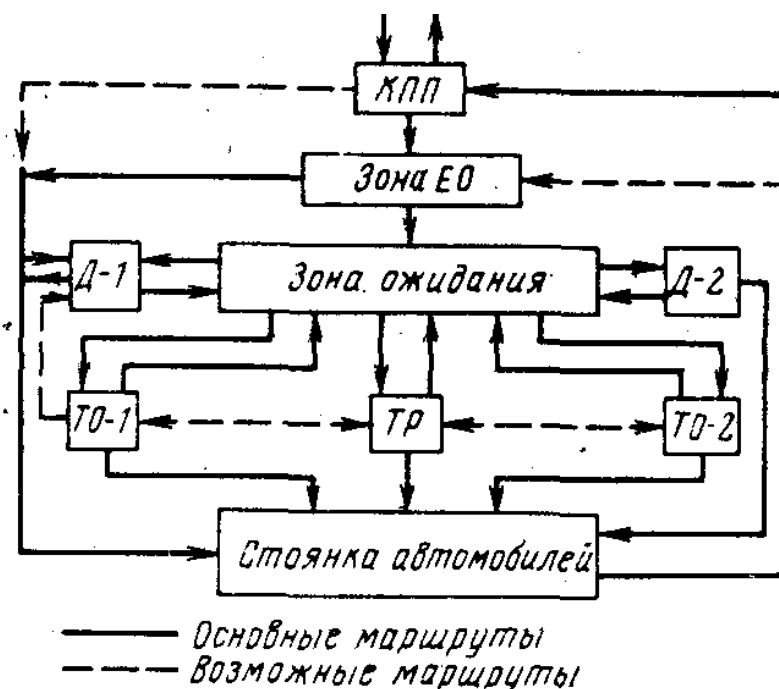 КПП
Зона ЕО
Д-1
Зона ожидания
Д-2
ТО-1
ТР
ТО-2
Стоянка автомобилей
Основные маршруты
Возможные маршруты